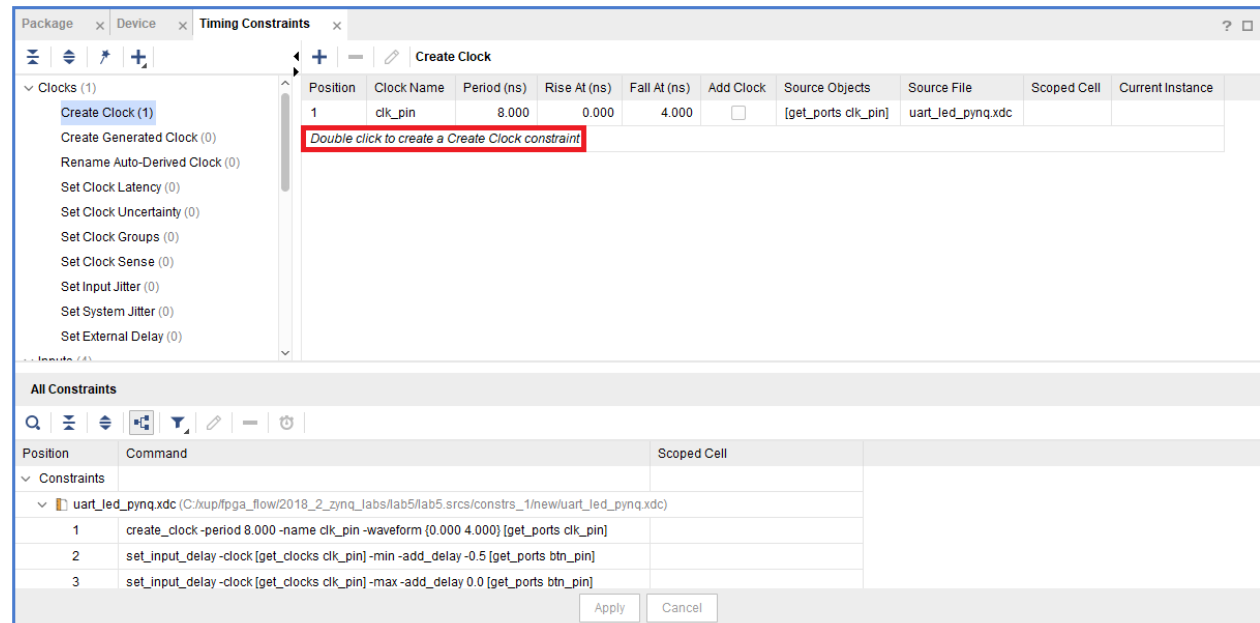 Package × Device × Timing Constraints ×
?
Create Clock
Clocks (1)
Create Clock (1)
Create Generated Clock (0)
Rename Auto-Derived Clock (0)
Set Clock Latency (0)
Set Clock Uncertainty (0)
Set Clock Groups (0)
Set Clock Sense (0)
Set Input Jitter (0)
Set System Jitter (0)
Set External Delay (0)
Inputs (4)
Position Clock Name Period (ns) Rise At (ns) Fall At (ns) Add Clock Source Objects Source File Scoped Cell Current Instance
1 clk_pin 8.000 0.000 4.000 [get_ports clk_pin] uart_led_pynq.xdc
Double click to create a Create Clock constraint
All Constraints
Position Command Scoped Cell
Constraints
uart_led_pynq.xdc (C:/xup/fpga_flow/2018_2_zynq_labs/lab5/lab5.srcs/constrs_1/new/uart_led_pynq.xdc)
1 create_clock -period 8.000 -name clk_pin -waveform {0.000 4.000} [get_ports clk_pin]
2 set_input_delay -clock [get_clocks clk_pin] -min -add_delay -0.5 [get_ports btn_pin]
3 set_input_delay -clock [get_clocks clk_pin] -max -add_delay 0.0 [get_ports btn_pin]
Apply Cancel